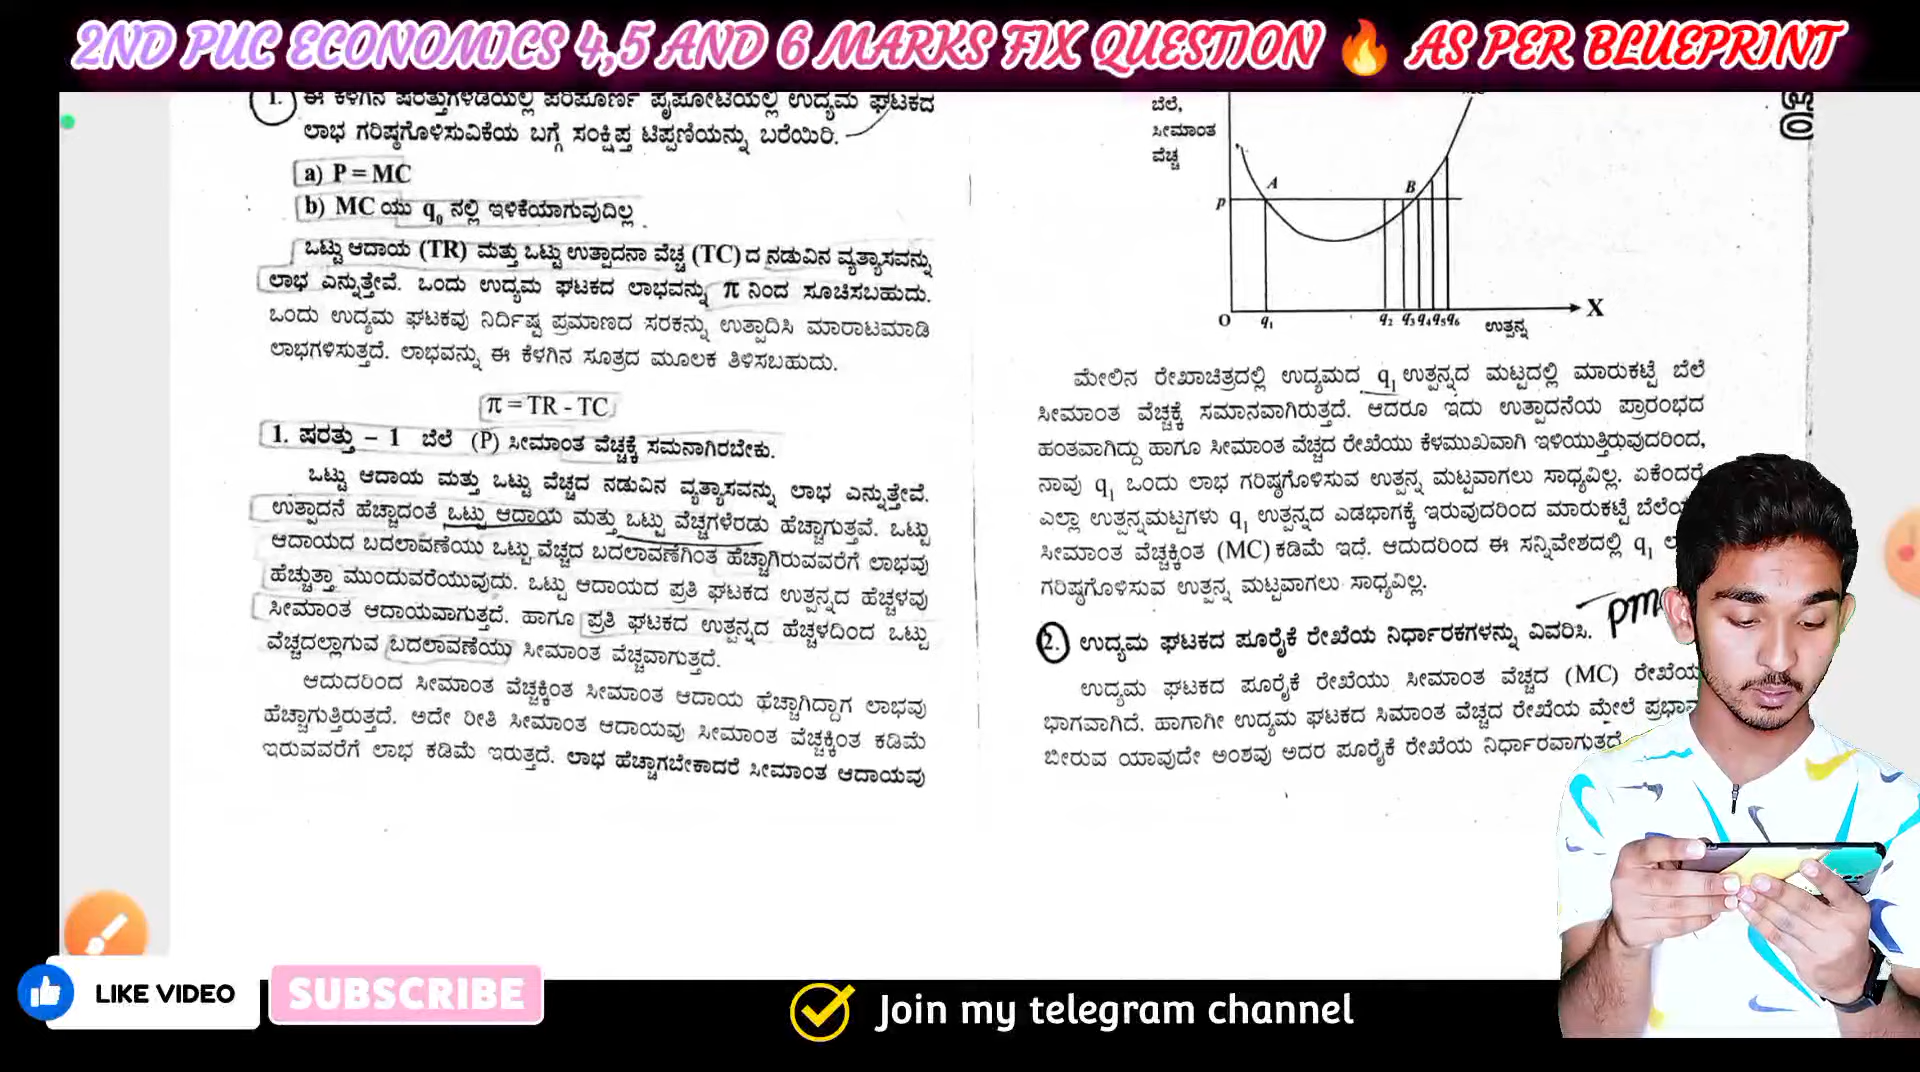 2ND PUC ECONOMICS 4,5 AND 6 MARKS FIX QUESTION 🔥 AS PER BLUEPRINT
1. ಈ ಕೆಳಗಿನ ಷರತ್ತುಗಳಡಿಯಲ್ಲಿ ಪರಿಪೂರ್ಣ ಪೈಪೋಟಿಯಲ್ಲಿ ಉದ್ಯಮ ಘಟಕದ
ಲಾಭ ಗರಿಷ್ಠಗೊಳಿಸುವಿಕೆಯ ಬಗ್ಗೆ ಸಂಕ್ಷಿಪ್ತ ಟಿಪ್ಪಣಿಯನ್ನು ಬರೆಯಿರಿ.
a) P = MC
b) MC ಯು q₀ ನಲ್ಲಿ ಇಳಿಕೆಯಾಗುವುದಿಲ್ಲ
ಒಟ್ಟು ಆದಾಯ (TR) ಮತ್ತು ಒಟ್ಟು ಉತ್ಪಾದನಾ ವೆಚ್ಚ (TC) ದ ನಡುವಿನ ವ್ಯತ್ಯಾಸವನ್ನು
ಲಾಭ ಎನ್ನುತ್ತೇವೆ. ಒಂದು ಉದ್ಯಮ ಘಟಕದ ಲಾಭವನ್ನು π ನಿಂದ ಸೂಚಿಸಬಹುದು.
ಒಂದು ಉದ್ಯಮ ಘಟಕವು ನಿರ್ದಿಷ್ಟ ಪ್ರಮಾಣದ ಸರಕನ್ನು ಉತ್ಪಾದಿಸಿ ಮಾರಾಟಮಾಡಿ
ಲಾಭಗಳಿಸುತ್ತದೆ. ಲಾಭವನ್ನು ಈ ಕೆಳಗಿನ ಸೂತ್ರದ ಮೂಲಕ ತಿಳಿಸಬಹುದು.
π = TR - TC
1. ಷರತ್ತು – 1 ಬೆಲೆ (P) ಸೀಮಾಂತ ವೆಚ್ಚಕ್ಕೆ ಸಮನಾಗಿರಬೇಕು.
ಒಟ್ಟು ಆದಾಯ ಮತ್ತು ಒಟ್ಟು ವೆಚ್ಚದ ನಡುವಿನ ವ್ಯತ್ಯಾಸವನ್ನು ಲಾಭ ಎನ್ನುತ್ತೇವೆ.
ಉತ್ಪಾದನೆ ಹೆಚ್ಚಾದಂತೆ ಒಟ್ಟು ಆದಾಯ ಮತ್ತು ಒಟ್ಟು ವೆಚ್ಚಗಳೆರಡು ಹೆಚ್ಚಾಗುತ್ತವೆ. ಒಟ್ಟು
ಆದಾಯದ ಬದಲಾವಣೆಯು ಒಟ್ಟು ವೆಚ್ಚದ ಬದಲಾವಣೆಗಿಂತ ಹೆಚ್ಚಾಗಿರುವವರೆಗೆ ಲಾಭವು
ಹೆಚ್ಚುತ್ತಾ ಮುಂದುವರೆಯುವುದು. ಒಟ್ಟು ಆದಾಯದ ಪ್ರತಿ ಘಟಕದ ಉತ್ಪನ್ನದ ಹೆಚ್ಚಳವು
ಸೀಮಾಂತ ಆದಾಯವಾಗುತ್ತದೆ. ಹಾಗೂ ಪ್ರತಿ ಘಟಕದ ಉತ್ಪನ್ನದ ಹೆಚ್ಚಳದಿಂದ ಒಟ್ಟು
ವೆಚ್ಚದಲ್ಲಾಗುವ ಬದಲಾವಣೆಯು ಸೀಮಾಂತ ವೆಚ್ಚವಾಗುತ್ತದೆ.
ಆದುದರಿಂದ ಸೀಮಾಂತ ವೆಚ್ಚಕ್ಕಿಂತ ಸೀಮಾಂತ ಆದಾಯ ಹೆಚ್ಚಾಗಿದ್ದಾಗ ಲಾಭವು
ಹೆಚ್ಚಾಗುತ್ತಿರುತ್ತದೆ. ಅದೇ ರೀತಿ ಸೀಮಾಂತ ಆದಾಯವು ಸೀಮಾಂತ ವೆಚ್ಚಕ್ಕಿಂತ ಕಡಿಮೆ
ಇರುವವರೆಗೆ ಲಾಭ ಕಡಿಮೆ ಇರುತ್ತದೆ. ಲಾಭ ಹೆಚ್ಚಾಗಬೇಕಾದರೆ ಸೀಮಾಂತ ಆದಾಯವು
ಬೆಲೆ,
ಸೀಮಾಂತ
ವೆಚ್ಚ
A B
P
O q₁ q₂ q₃ q₄ q₅ q₆ X
ಉತ್ಪನ್ನ
ಮೇಲಿನ ರೇಖಾಚಿತ್ರದಲ್ಲಿ ಉದ್ಯಮದ q₁ ಉತ್ಪನ್ನದ ಮಟ್ಟದಲ್ಲಿ ಮಾರುಕಟ್ಟೆ ಬೆಲೆ
ಸೀಮಾಂತ ವೆಚ್ಚಕ್ಕೆ ಸಮಾನವಾಗಿರುತ್ತದೆ. ಆದರೂ ಇದು ಉತ್ಪಾದನೆಯ ಪ್ರಾರಂಭದ
ಹಂತವಾಗಿದ್ದು ಹಾಗೂ ಸೀಮಾಂತ ವೆಚ್ಚದ ರೇಖೆಯು ಕೆಳಮುಖವಾಗಿ ಇಳಿಯುತ್ತಿರುವುದರಿಂದ,
ನಾವು q₁ ಒಂದು ಲಾಭ ಗರಿಷ್ಠಗೊಳಿಸುವ ಉತ್ಪನ್ನ ಮಟ್ಟವಾಗಲು ಸಾಧ್ಯವಿಲ್ಲ. ಏಕೆಂದರೆ
ಎಲ್ಲಾ ಉತ್ಪನ್ನಮಟ್ಟಗಳು q₁ ಉತ್ಪನ್ನದ ಎಡಭಾಗಕ್ಕೆ ಇರುವುದರಿಂದ ಮಾರುಕಟ್ಟೆ
ಸೀಮಾಂತ ವೆಚ್ಚಕ್ಕಿಂತ (MC) ಕಡಿಮೆ ಇದೆ. ಆದುದರಿಂದ ಈ ಸನ್ನಿವೇಶದಲ್ಲಿ q₁
ಗರಿಷ್ಠಗೊಳಿಸುವ ಉತ್ಪನ್ನ ಮಟ್ಟವಾಗಲು ಸಾಧ್ಯವಿಲ್ಲ.
2. ಉದ್ಯಮ ಘಟಕದ ಪೂರೈಕೆ ರೇಖೆಯ ನಿರ್ಧಾರಕಗಳನ್ನು ವಿವರಿಸಿ.
ಉದ್ಯಮ ಘಟಕದ ಪೂರೈಕೆ ರೇಖೆಯು ಸೀಮಾಂತ ವೆಚ್ಚದ (MC) ರೇಖೆಯ
ಭಾಗವಾಗಿದೆ. ಹಾಗಾಗೀ ಉದ್ಯಮ ಘಟಕದ ಸಿಮಾಂತ ವೆಚ್ಚದ ರೇಖೆಯ ಮೇಲೆ
ಬೀರುವ ಯಾವುದೇ ಅಂಶವು ಅದರ ಪೂರೈಕೆ ರೇಖೆಯ ನಿರ್ಧಾರವಾಗುತ್ತದೆ
LIKE VIDEO
SUBSCRIBE
Join my telegram channel